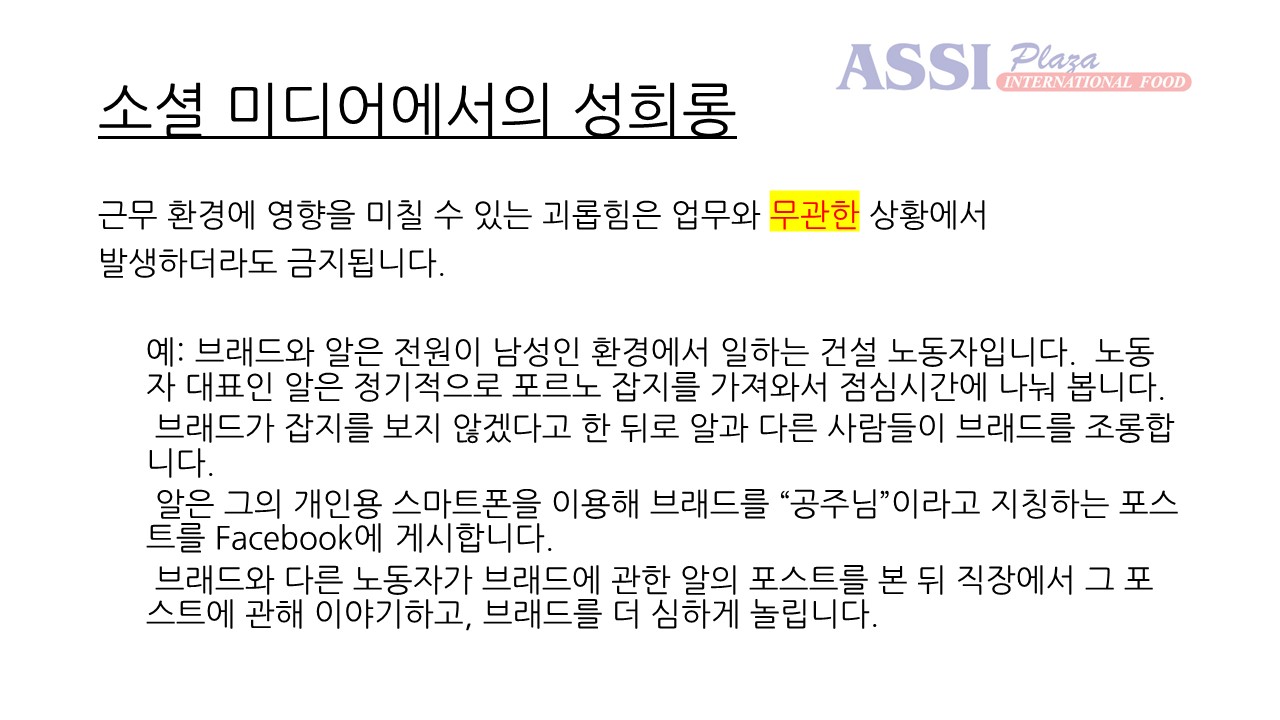 ASSI Plaza
INTERNATIONAL FOOD
소셜 미디어에서의 성희롱
근무 환경에 영향을 미칠 수 있는 괴롭힘은 업무와 무관한 상황에서
발생하더라도 금지됩니다.
예: 브래드와 알은 전원이 남성인 환경에서 일하는 건설 노동자입니다.  노동
자 대표인 알은 정기적으로 포르노 잡지를 가져와서 점심시간에 나눠 봅니다.
브래드가 잡지를 보지 않겠다고 한 뒤로 알과 다른 사람들이 브래드를 조롱합
니다.
알은 그의 개인용 스마트폰을 이용해 브래드를 “공주님”이라고 지칭하는 포스
트를 Facebook에 게시합니다.
브래드와 다른 노동자가 브래드에 관한 알의 포스트를 본 뒤 직장에서 그 포
스트에 관해 이야기하고, 브래드를 더 심하게 놀립니다.